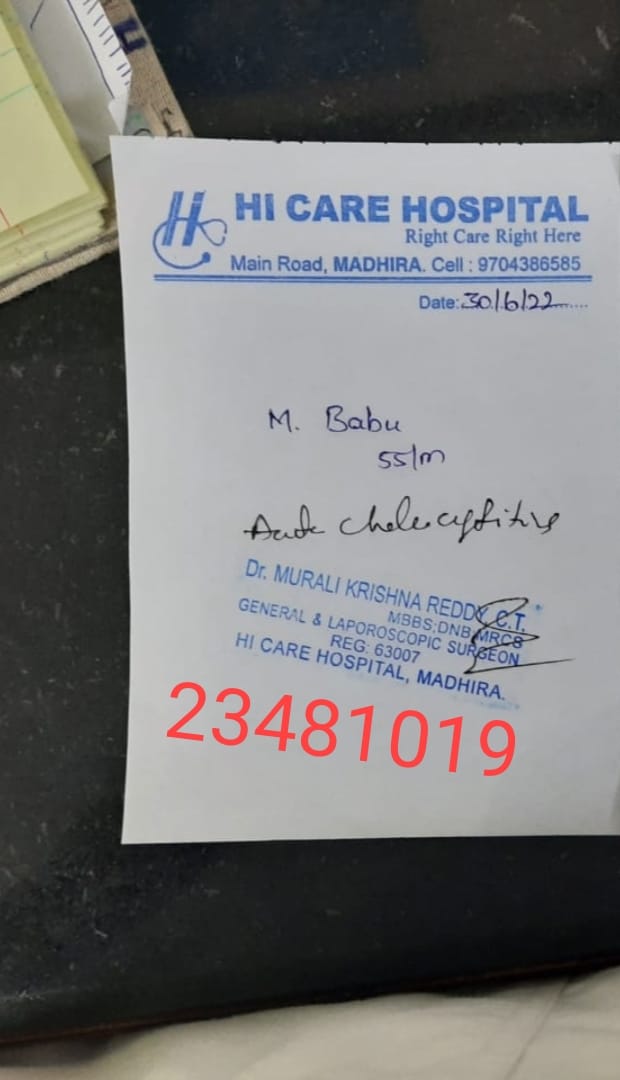 HI CARE HOSPITAL
Right Care Right Here
Main Road, MADHIRA. Cell : 9704386585
Date: 30/6/22
M. Babu
55/m
Acute cholecystitis
Dr. MURALI KRISHNA REDDY C.T.
MBBS;DNB MRCS
GENERAL & LAPOROSCOPIC SURGEON
REG: 63007
HI CARE HOSPITAL, MADHIRA.
23481019